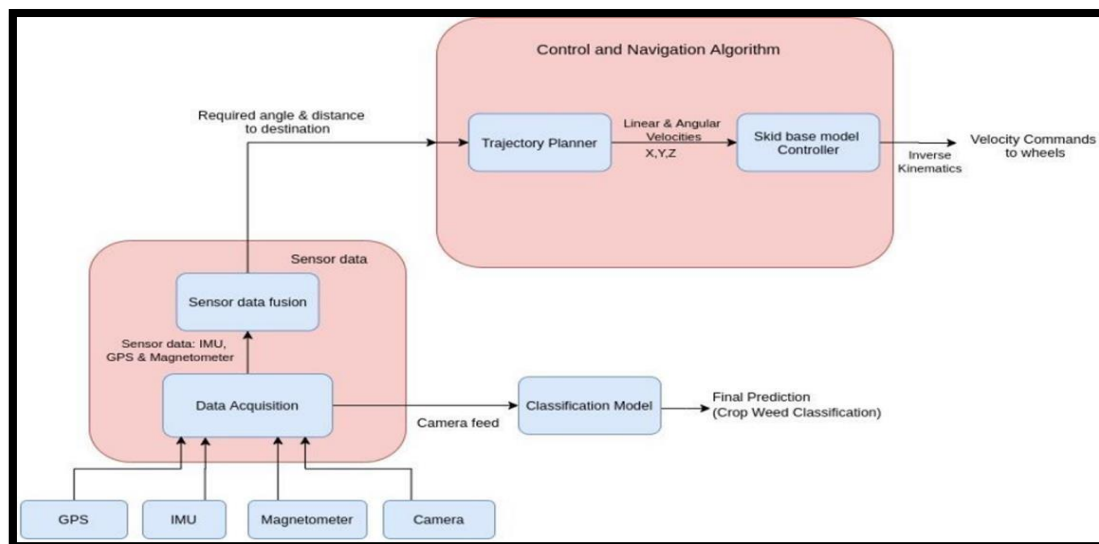 Control and Navigation Algorithm
Required angle & distance
to destination
Trajectory Planner
Linear & Angular
Velocities
X,Y,Z
Skid base model
Controller
Inverse
Kinematics
Velocity Commands
to wheels
Sensor data
Sensor data fusion
Sensor data: IMU,
GPS & Magnetometer
Data Acquisition
Camera feed
Classification Model
Final Prediction
(Crop Weed Classification)
GPS
IMU
Magnetometer
Camera